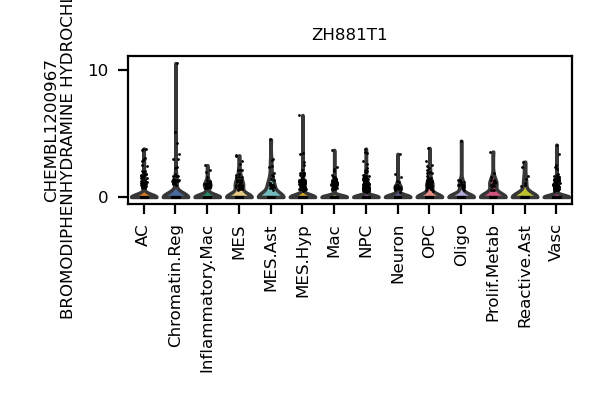 ZH881T1
CHEMBL1200967
BROMODIPHENHYDRAMINE HYDROCHL
10
0
AC
Chromatin.Reg
Inflammatory.Mac
MES
MES.Ast
MES.Hyp
Mac
NPC
Neuron
OPC
Oligo
Prolif.Metab
Reactive.Ast
Vasc